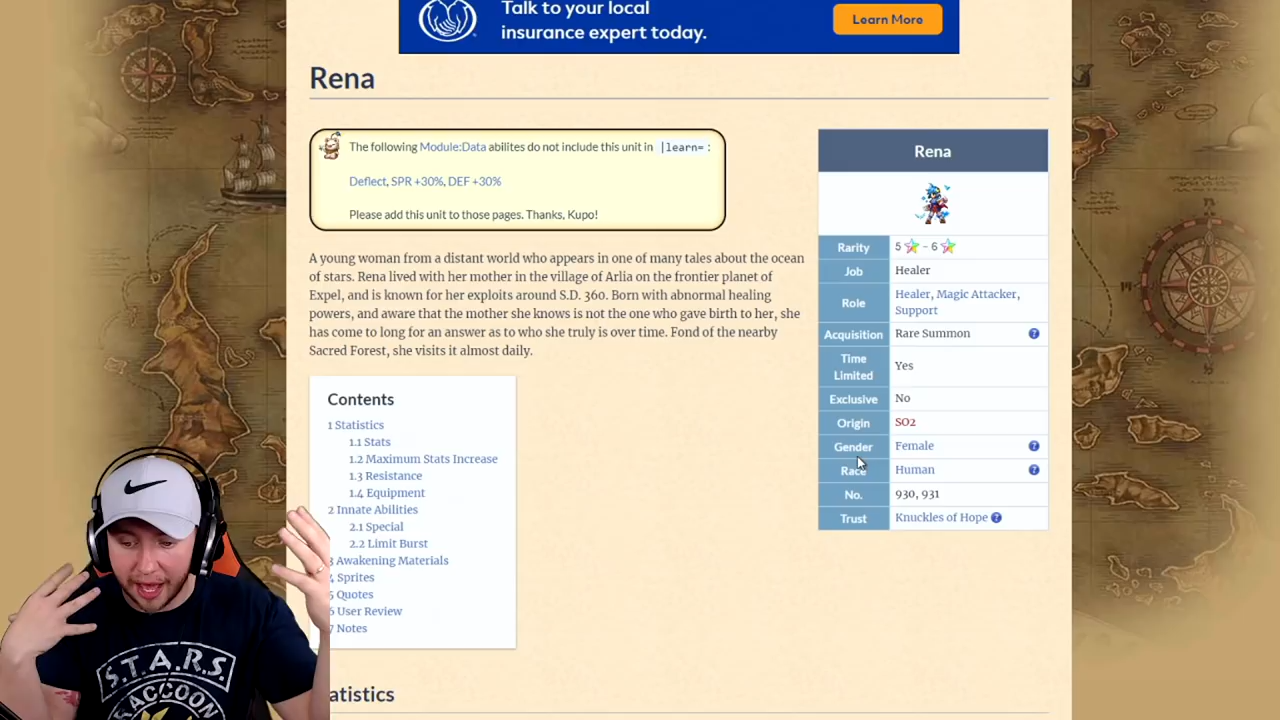 Talk to your local
insurance expert today.
Learn More
Rena
The following Module:Data abilites do not include this unit in |learn= :
Deflect, SPR +30%, DEF +30%
Please add this unit to those pages. Thanks, Kupo!
A young woman from a distant world who appears in one of many tales about the ocean
of stars. Rena lived with her mother in the village of Arlia on the frontier planet of
Expel, and is known for her exploits around S.D. 360. Born with abnormal healing
powers, and aware that the mother she knows is not the one who gave birth to her, she
has come to long for an answer as to who she truly is over time. Fond of the nearby
Sacred Forest, she visits it almost daily.
Rena
Rarity 5 - 6
Job Healer
Role Healer, Magic Attacker,
Support
Acquisition Rare Summon
Time
Limited Yes
Exclusive No
Origin SO2
Gender Female
Race Human
No. 930, 931
Trust Knuckles of Hope
Contents
1 Statistics
1.1 Stats
1.2 Maximum Stats Increase
1.3 Resistance
1.4 Equipment
2 Innate Abilities
2.1 Special
2.2 Limit Burst
3 Awakening Materials
4 Sprites
5 Quotes
6 User Review
7 Notes
atistics
S.T.A.R.S.
RACCOON